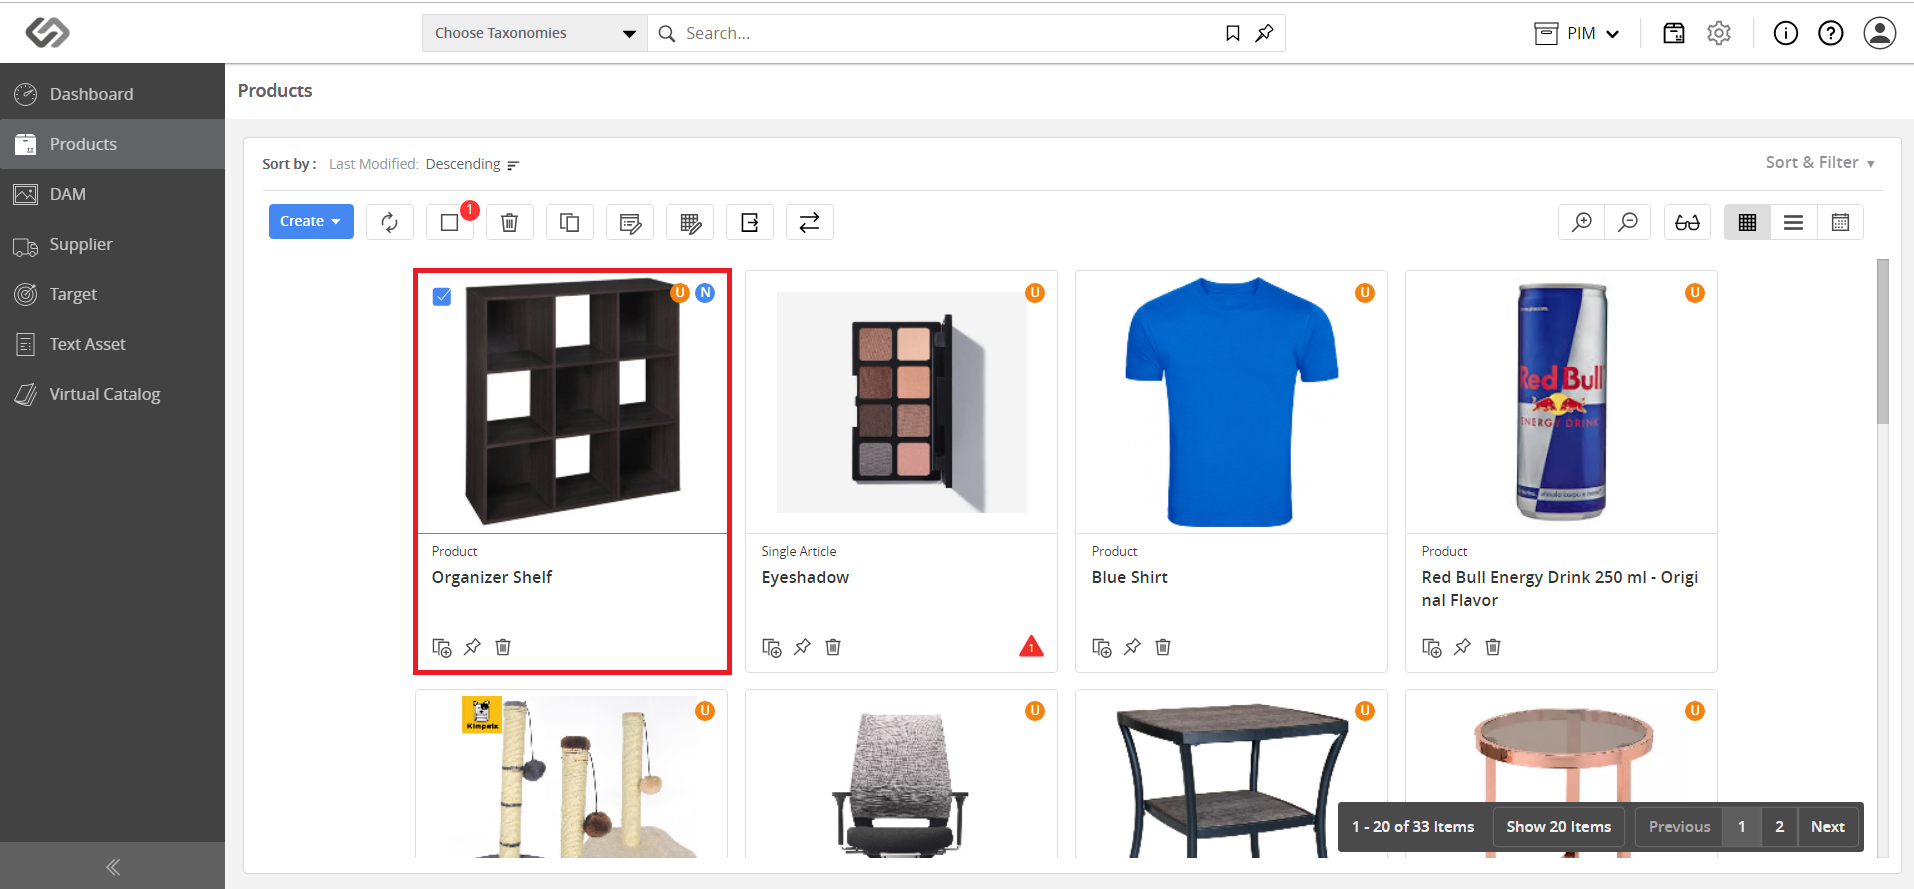 Choose Taxonomies
Search...
PIM
Dashboard
Products
DAM
Supplier
Target
Text Asset
Virtual Catalog
Products
Sort by : Last Modified: Descending
Sort & Filter
Create
1
U N
U
U
U
Red Bull
ENERGY DRINK
Product
Organizer Shelf
Single Article
Eyeshadow
1
Product
Blue Shirt
Product
Red Bull Energy Drink 250 ml - Origi
nal Flavor
Kimpets
U
U
U
U
1 - 20 of 33 Items
Show 20 Items
Previous 1 2 Next